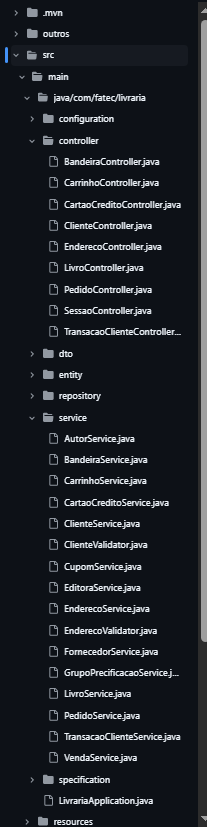 .mvn
outros
src
main
java/com/fatec/livraria
configuration
controller
BandeiraController.java
CarrinhoController.java
CartaoCreditoController.java
ClienteController.java
EnderecoController.java
LivroController.java
PedidoController.java
SessaoController.java
TransacaoClienteController...
dto
entity
repository
service
AutorService.java
BandeiraService.java
CarrinhoService.java
CartaoCreditoService.java
ClienteService.java
ClienteValidator.java
CupomService.java
EditoraService.java
EnderecoService.java
EnderecoValidator.java
FornecedorService.java
GrupoPrecificacaoService.j...
LivroService.java
PedidoService.java
TransacaoClienteService.java
VendaService.java
specification
LivrariaApplication.java
resources